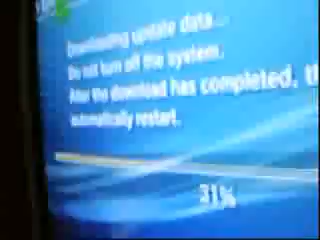 Downloading update data...
Do not turn off the system.
After the download has completed, th
automatically restart.
31%